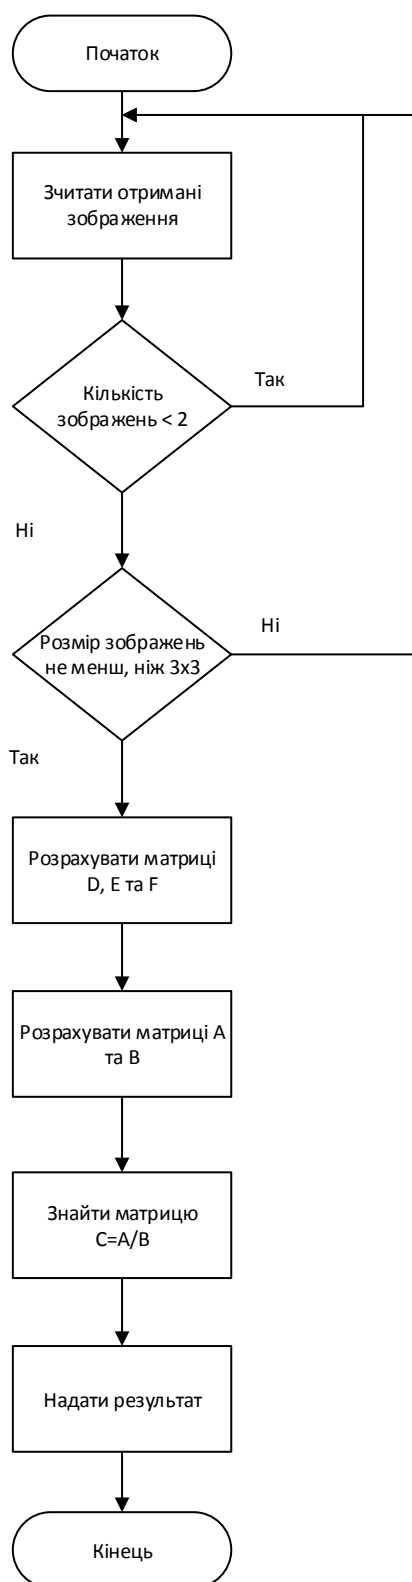 Початок
Зчитати отримані
зображення
Кількість
зображень < 2
Так
Ні
Розмір зображень
не менш, ніж 3х3
Ні
Так
Розрахувати матриці
D, E та F
Розрахувати матриці А
та В
Знайти матрицю
С=А/В
Надати результат
Кінець